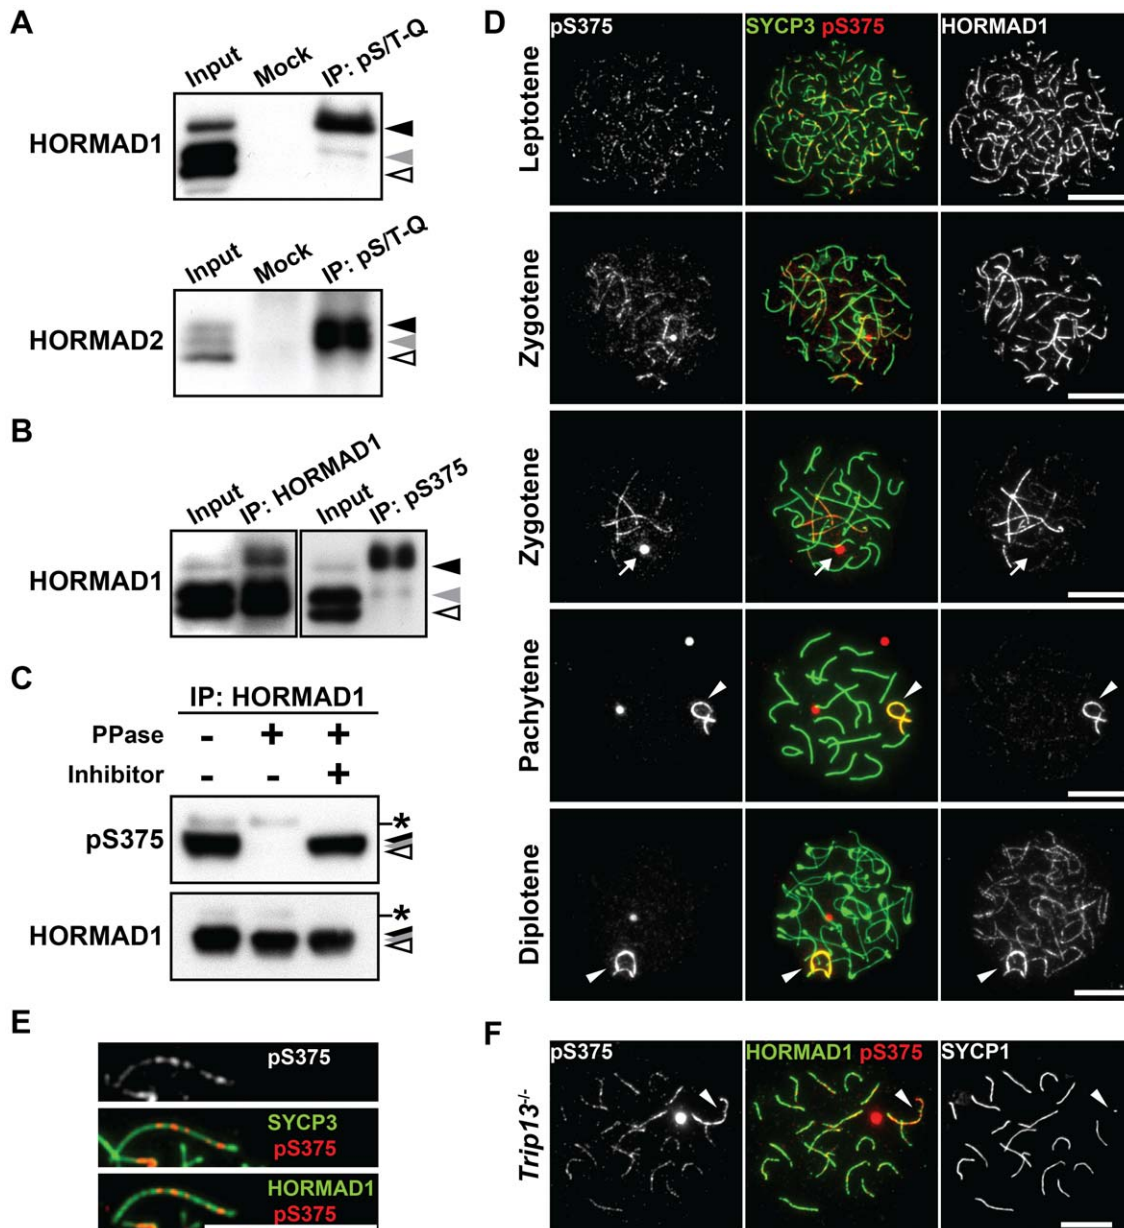 A
Input Mock IP: pS/T-Q
HORMAD1
Input Mock IP: pS/T-Q
HORMAD2
B
Input IP: HORMAD1 Input IP: pS375
HORMAD1
C
IP: HORMAD1
PPase - + +
Inhibitor - - +
pS375 *
HORMAD1 *
D
pS375 SYCP3 pS375 HORMAD1
Leptotene
Zygotene
Zygotene
Pachytene
Diplotene
E
pS375
SYCP3
pS375
HORMAD1
pS375
F
pS375 HORMAD1 pS375 SYCP1
Trip13-/-